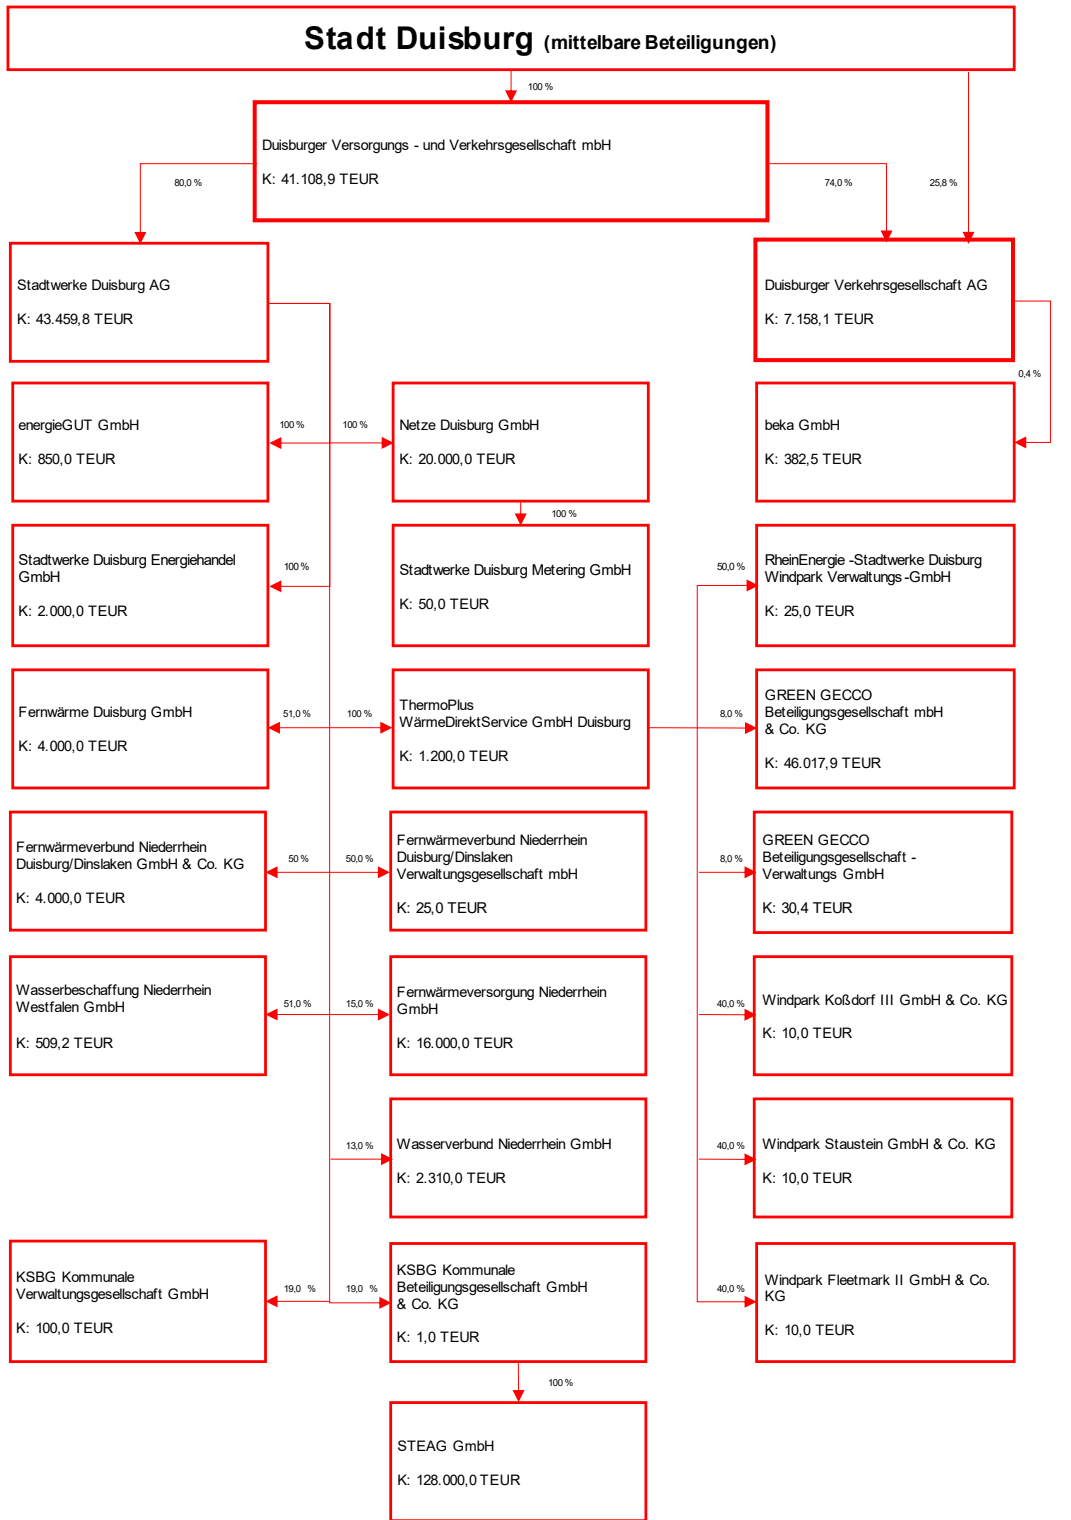 Stadt Duisburg (mittelbare Beteiligungen)
100 %
Duisburger Versorgungs - und Verkehrsgesellschaft mbH
K: 41.108,9 TEUR
80,0 %
74,0 %
25,8 %
Stadtwerke Duisburg AG
K: 43.459,8 TEUR
Duisburger Verkehrsgesellschaft AG
K: 7.158,1 TEUR
0,4 %
energieGUT GmbH
K: 850,0 TEUR
100 %
100 %
Netze Duisburg GmbH
K: 20.000,0 TEUR
beka GmbH
K: 382,5 TEUR
100 %
Stadtwerke Duisburg Energiehandel
GmbH
K: 2.000,0 TEUR
100 %
Stadtwerke Duisburg Metering GmbH
K: 50,0 TEUR
50,0 %
RheinEnergie -Stadtwerke Duisburg
Windpark Verwaltungs-GmbH
K: 25,0 TEUR
Fernwärme Duisburg GmbH
K: 4.000,0 TEUR
51,0 %
100 %
ThermoPlus
WärmeDirektService GmbH Duisburg
K: 1.200,0 TEUR
8,0 %
GREEN GECCO
Beteiligungsgesellschaft mbH
& Co. KG
K: 46.017,9 TEUR
Fernwärmeverbund Niederrhein
Duisburg/Dinslaken GmbH & Co. KG
K: 4.000,0 TEUR
50 %
50,0 %
Fernwärmeverbund Niederrhein
Duisburg/Dinslaken
Verwaltungsgesellschaft mbH
K: 25,0 TEUR
8,0 %
GREEN GECCO
Beteiligungsgesellschaft -
Verwaltungs GmbH
K: 30,4 TEUR
Wasserbeschaffung Niederrhein
Westfalen GmbH
K: 509,2 TEUR
51,0 %
15,0 %
Fernwärmeversorgung Niederrhein
GmbH
K: 16.000,0 TEUR
40,0 %
Windpark Koßdorf III GmbH & Co. KG
K: 10,0 TEUR
13,0 %
Wasserverbund Niederrhein GmbH
K: 2.310,0 TEUR
40,0 %
Windpark Staustein GmbH & Co. KG
K: 10,0 TEUR
KSBG Kommunale
Verwaltungsgesellschaft GmbH
K: 100,0 TEUR
19,0 %
19,0 %
KSBG Kommunale
Beteiligungsgesellschaft GmbH
& Co. KG
K: 1,0 TEUR
40,0 %
Windpark Fleetmark II GmbH & Co.
KG
K: 10,0 TEUR
100 %
STEAG GmbH
K: 128.000,0 TEUR